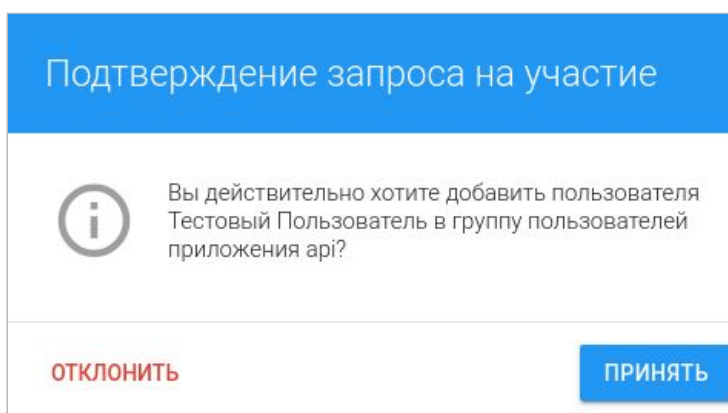 Подтверждение запроса на участие
Вы действительно хотите добавить пользователя
Тестовый Пользователь в группу пользователей
приложения api?
ОТКЛОНИТЬ
ПРИНЯТЬ